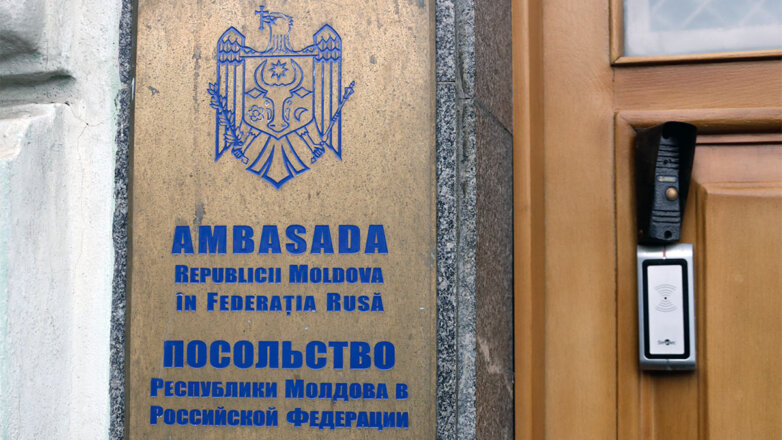 AMBASADA
REPUBLICII MOLDOVA
ÎN FEDERAȚIA RUSĂ
ПОСОЛЬСТВО
РЕСПУБЛИКИ МОЛДОВА В
РОССИЙСКОЙ ФЕДЕРАЦИИ